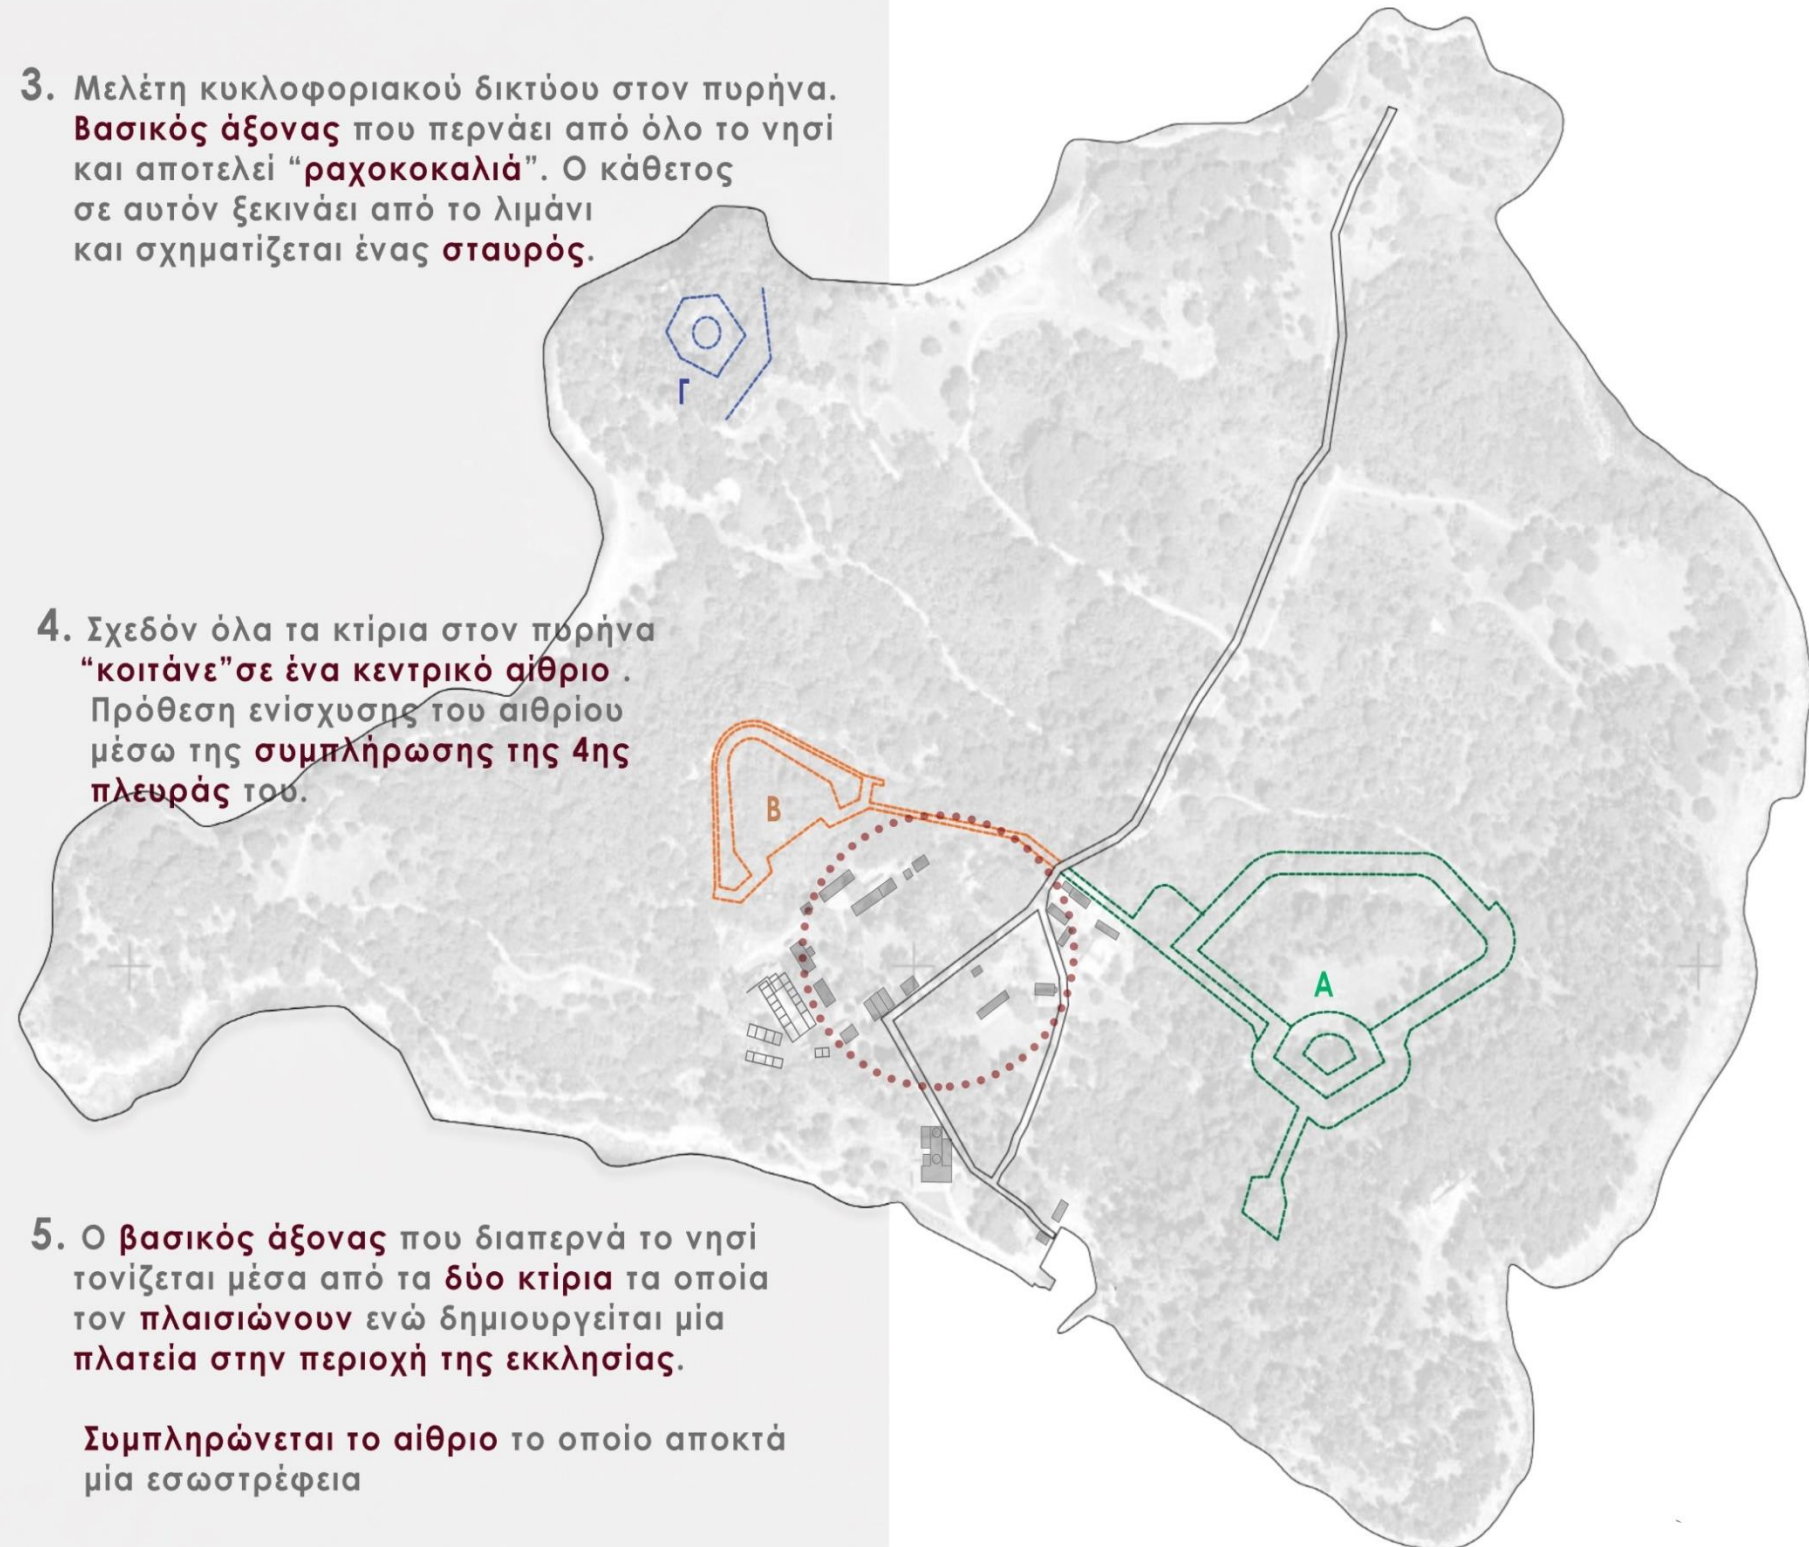 3. Μελέτη κυκλοφοριακού δικτύου στον πυρήνα.
Βασικός άξονας που περνάει από όλο το νησί
και αποτελεί “ραχοκοκαλιά”. Ο κάθετος
σε αυτόν ξεκινάει από το λιμάνι
και σχηματίζεται ένας σταυρός.
Γ
4. Σχεδόν όλα τα κτίρια στον πυρήνα
“κοιτάνε”σε ένα κεντρικό αίθριο .
Πρόθεση ενίσχυσης του αιθρίου
μέσω της συμπλήρωσης της 4ης
πλευράς του.
Β
Α
5. Ο βασικός άξονας που διαπερνά το νησί
τονίζεται μέσα από τα δύο κτίρια τα οποία
τον πλαισιώνουν ενώ δημιουργείται μία
πλατεία στην περιοχή της εκκλησίας.
Συμπληρώνεται το αίθριο το οποίο αποκτά
μία εσωστρέφεια